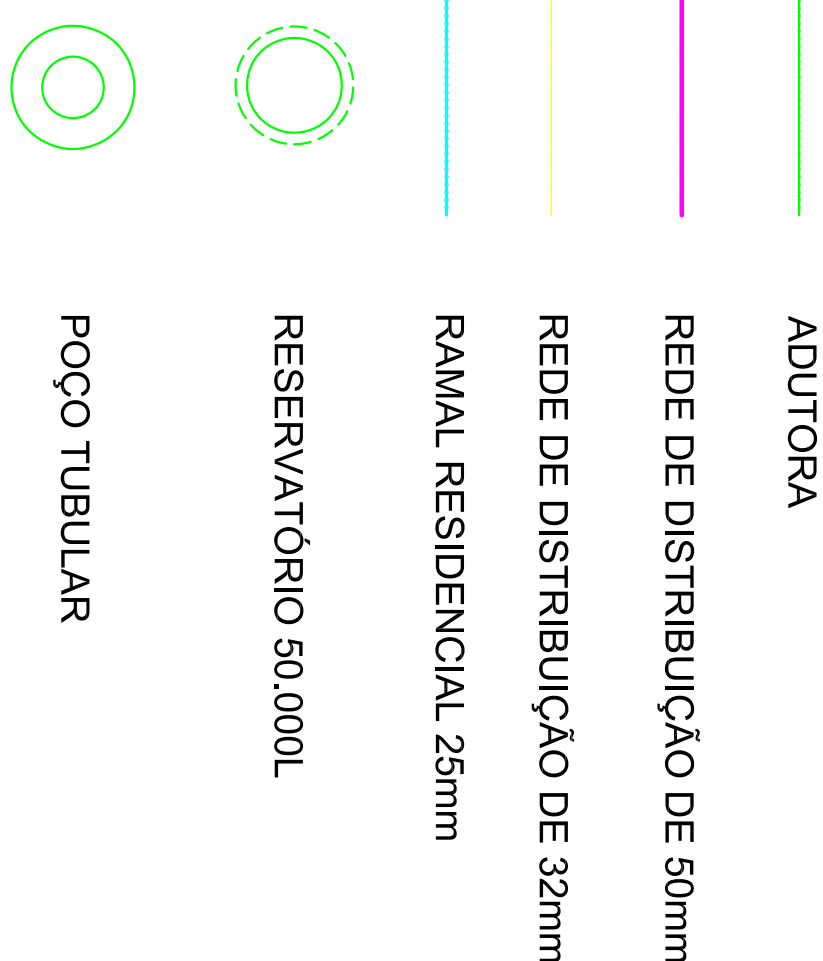 ADUTORA
REDE DE DISTRIBUIÇÃO DE 50mm
REDE DE DISTRIBUIÇÃO DE 32mm
RAMAL RESIDENCIAL 25mm
RESERVATÓRIO 50.000L
POÇO TUBULAR